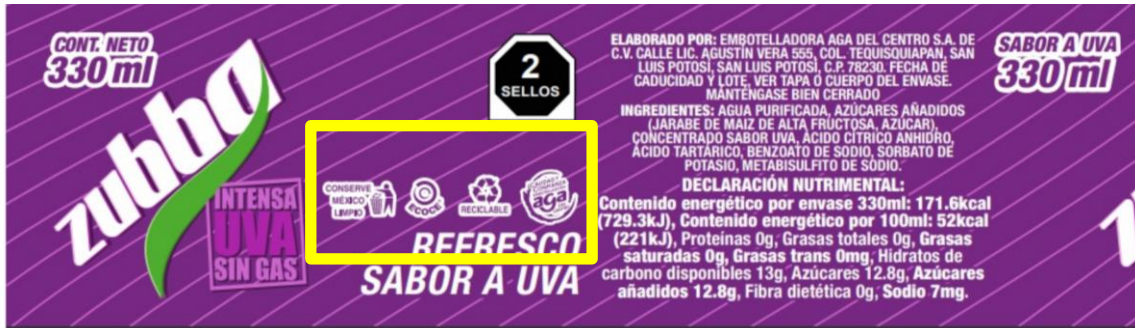 CONT. NETO
330 ml
zubba
INTENSA
UVA
SIN GAS
2
SELLOS
CONSERVE
MÉXICO
LIMPIO
ECOCE
RECICLABLE
CALIDAD Y
CONFIANZA
aga
REFRESCO
SABOR A UVA
ELABORADO POR: EMBOTELLADORA AGA DEL CENTRO S.A. DE
C.V. CALLE LIC. AGUSTÍN VERA 555, COL. TEQUISQUIAPAN, SAN
LUIS POTOSÍ, SAN LUIS POTOSÍ, C.P. 78230. FECHA DE
CADUCIDAD Y LOTE, VER TAPA O CUERPO DEL ENVASE.
MANTÉNGASE BIEN CERRADO
INGREDIENTES: AGUA PURIFICADA, AZÚCARES AÑADIDOS
(JARABE DE MAIZ DE ALTA FRUCTOSA, AZÚCAR),
CONCENTRADO SABOR UVA, ÁCIDO CÍTRICO ANHIDRO,
ÁCIDO TARTÁRICO, BENZOATO DE SODIO, SORBATO DE
POTASIO, METABISULFITO DE SODIO.
DECLARACIÓN NUTRIMENTAL:
Contenido energético por envase 330ml: 171.6kcal
(729.3kJ), Contenido energético por 100ml: 52kcal
(221kJ), Proteínas 0g, Grasas totales 0g, Grasas
saturadas 0g, Grasas trans 0mg, Hidratos de
carbono disponibles 13g, Azúcares 12.8g, Azúcares
añadidos 12.8g, Fibra dietética 0g, Sodio 7mg.
SABOR A UVA
330 ml